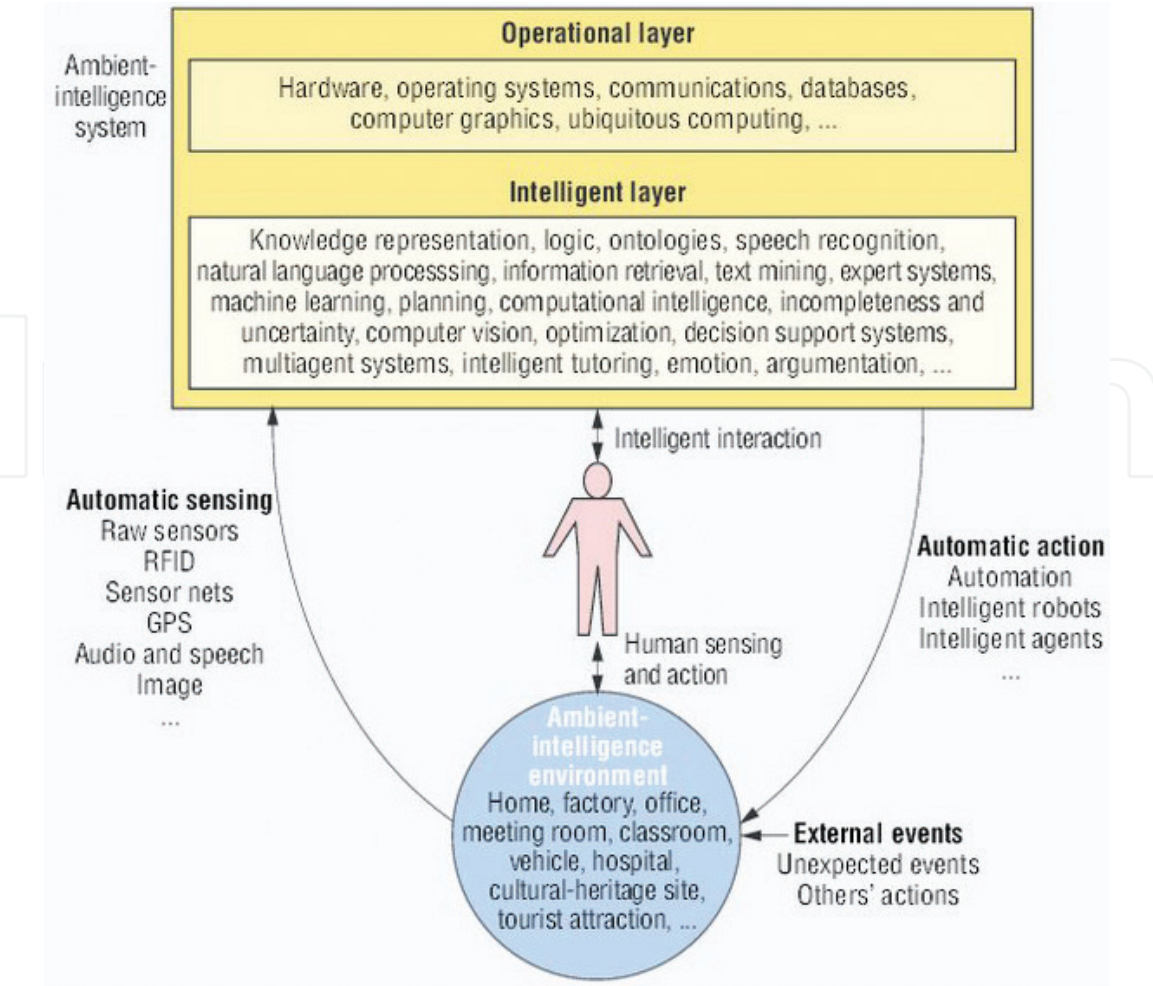 Operational layer
Ambient-
intelligence
system
Hardware, operating systems, communications, databases,
computer graphics, ubiquitous computing, ...
Intelligent layer
Knowledge representation, logic, ontologies, speech recognition,
natural language processsing, information retrieval, text mining, expert systems,
machine learning, planning, computational intelligence, incompleteness and
uncertainty, computer vision, optimization, decision support systems,
multiagent systems, intelligent tutoring, emotion, argumentation, ...
Intelligent interaction
Automatic sensing
Raw sensors
RFID
Sensor nets
GPS
Audio and speech
Image
...
Automatic action
Automation
Intelligent robots
Intelligent agents
...
Human sensing
and action
Ambient-
intelligence
environment
Home, factory, office,
meeting room, classroom,
vehicle, hospital,
cultural-heritage site,
tourist attraction, ...
External events
Unexpected events
Others' actions